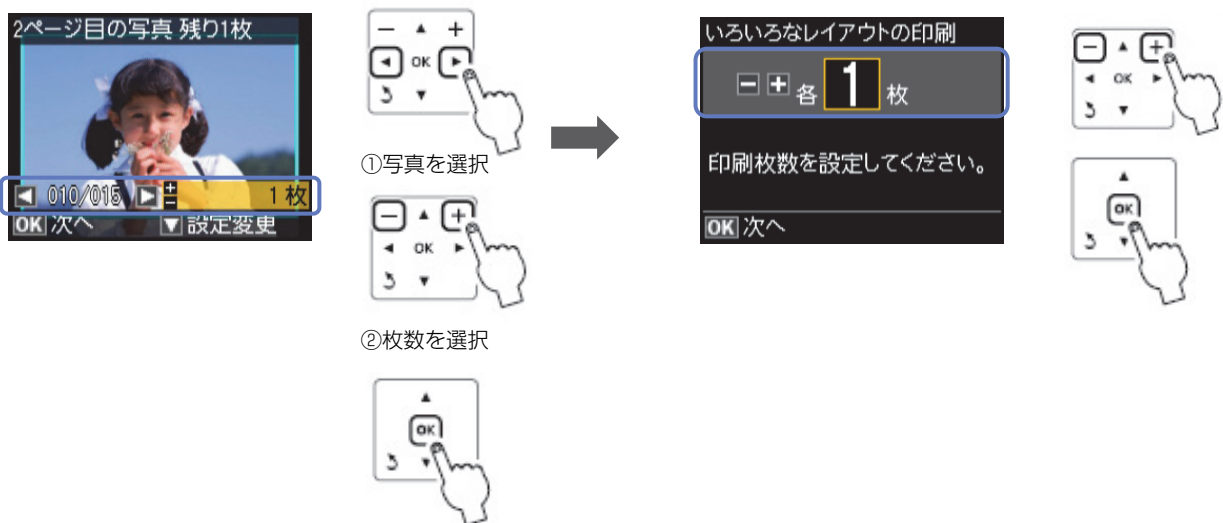 2ページ目の写真 残り1枚
◀ 010/015 ▶ + − 1 枚
OK 次へ ▼ 設定変更
− ▲ +
◀ OK ▶
▼
①写真を選択
− ▲ +
◀ OK ▶
▼
②枚数を選択
▲
OK
▼
いろいろなレイアウトの印刷
− + 各 1 枚
印刷枚数を設定してください。
OK 次へ
− ▲ +
◀ OK ▶
▼
▲
OK
▼